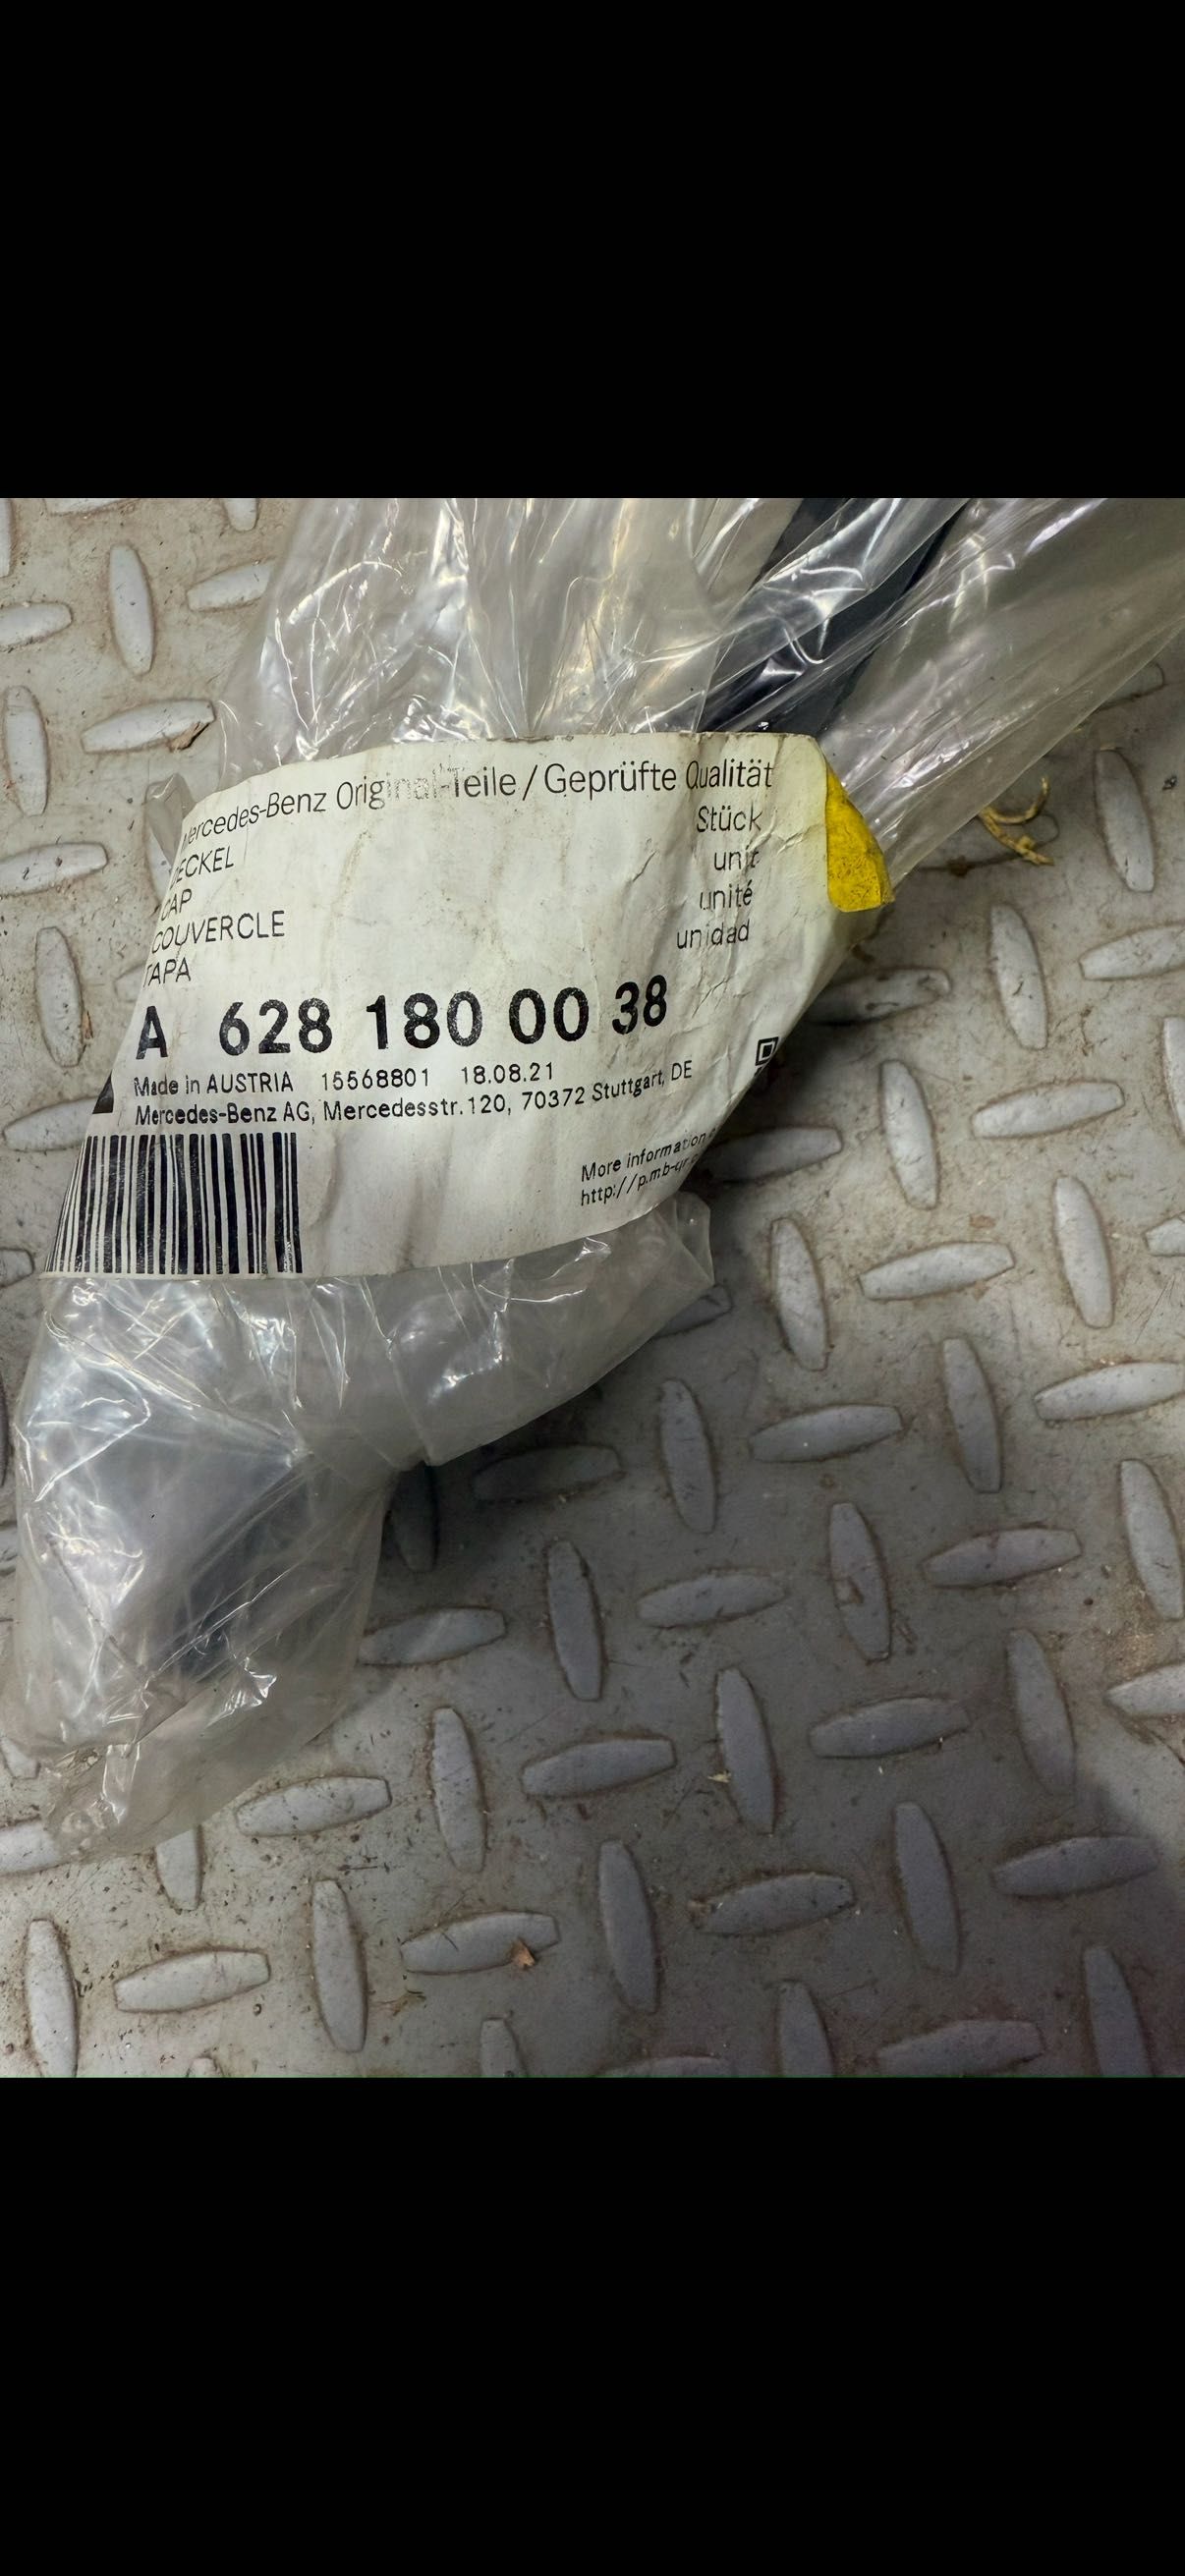 Mercedes-Benz Original-Teile / Geprüfte Qualität
Stück
DECKEL
unit
CAP
unité
COUVERCLE
unidad
TAPA
A 628 180 00 38
Made in AUSTRIA 15568801 18.08.21
Mercedes-Benz AG, Mercedesstr. 120, 70372 Stuttgart, DE
More information
http://p.mb-qr.